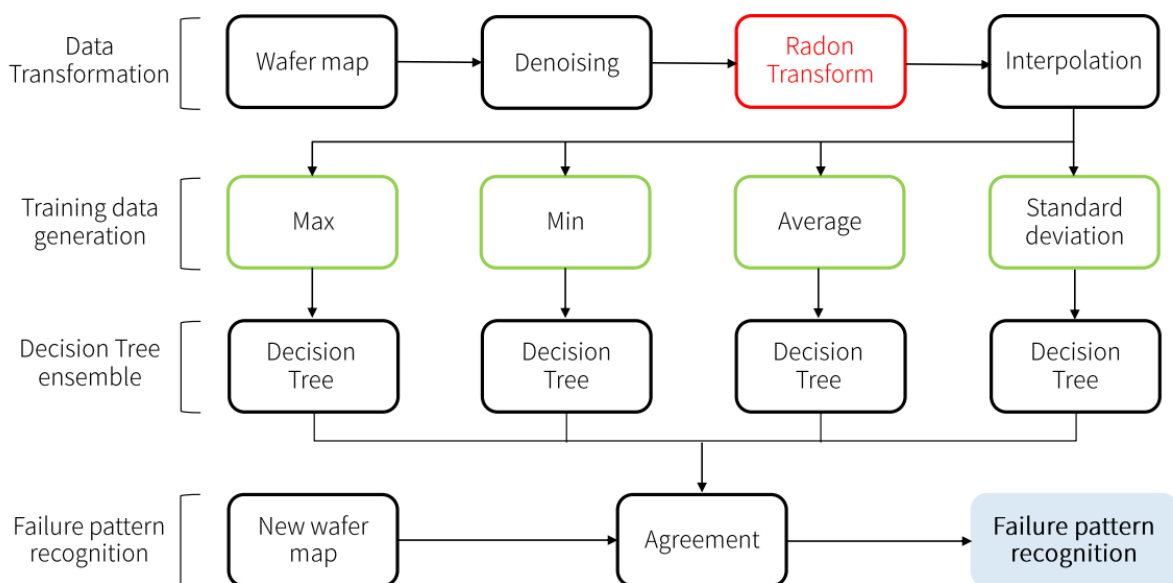 Data
Transformation
Wafer map
Denoising
Radon
Transform
Interpolation
Training data
generation
Max
Min
Average
Standard
deviation
Decision Tree
ensemble
Decision
Tree
Decision
Tree
Decision
Tree
Decision
Tree
Failure pattern
recognition
New wafer
map
Agreement
Failure pattern
recognition